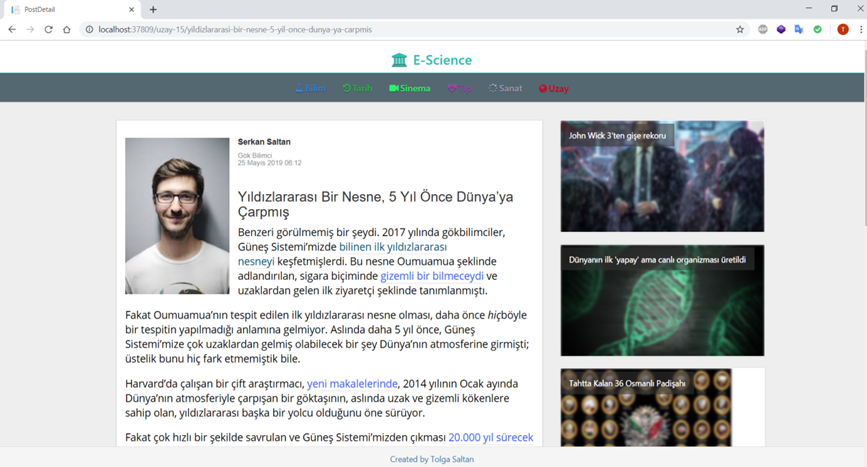 PostDetail
localhost:37809/uzay-15/yildizlararasi-bir-nesne-5-yil-once-dunya-ya-carpmis
T
E-Science
Bilim Tarih Sinema Tıp Sanat Uzay
Serkan Saltan
Gök Bilimci
25 Mayıs 2019 06:12
Yıldızlararası Bir Nesne, 5 Yıl Önce Dünya'ya
Çarpmış
Benzeri görülmemiş bir şeydi. 2017 yılında gökbilimciler,
Güneş Sistemi'mizde bilinen ilk yıldızlararası
nesneyi keşfetmişlerdi. Bu nesne Oumuamua şeklinde
adlandırılan, sigara biçiminde gizemli bir bilmeceydi ve
uzaklardan gelen ilk ziyaretçi şeklinde tanımlanmıştı.
Fakat Oumuamua'nın tespit edilen ilk yıldızlararası nesne olması, daha önce hiçböyle
bir tespitin yapılmadığı anlamına gelmiyor. Aslında daha 5 yıl önce, Güneş
Sistemi'mize çok uzaklardan gelmiş olabilecek bir şey Dünya'nın atmosferine girmişti;
üstelik bunu hiç fark etmemiştik bile.
Harvard'da çalışan bir çift araştırmacı, yeni makalelerinde, 2014 yılının Ocak ayında
Dünya'nın atmosferiyle çarpışan bir göktaşının, aslında uzak ve gizemli kökenlere
sahip olan, yıldızlararası başka bir yolcu olduğunu öne sürüyor.
Fakat çok hızlı bir şekilde savrulan ve Güneş Sistemi'mizden çıkması 20.000 yıl sürecek
John Wick 3'ten gişe rekoru
Dünyanın ilk 'yapay' ama canlı organizması üretildi
Tahtta Kalan 36 Osmanlı Padişahı
Created by Tolga Saltan